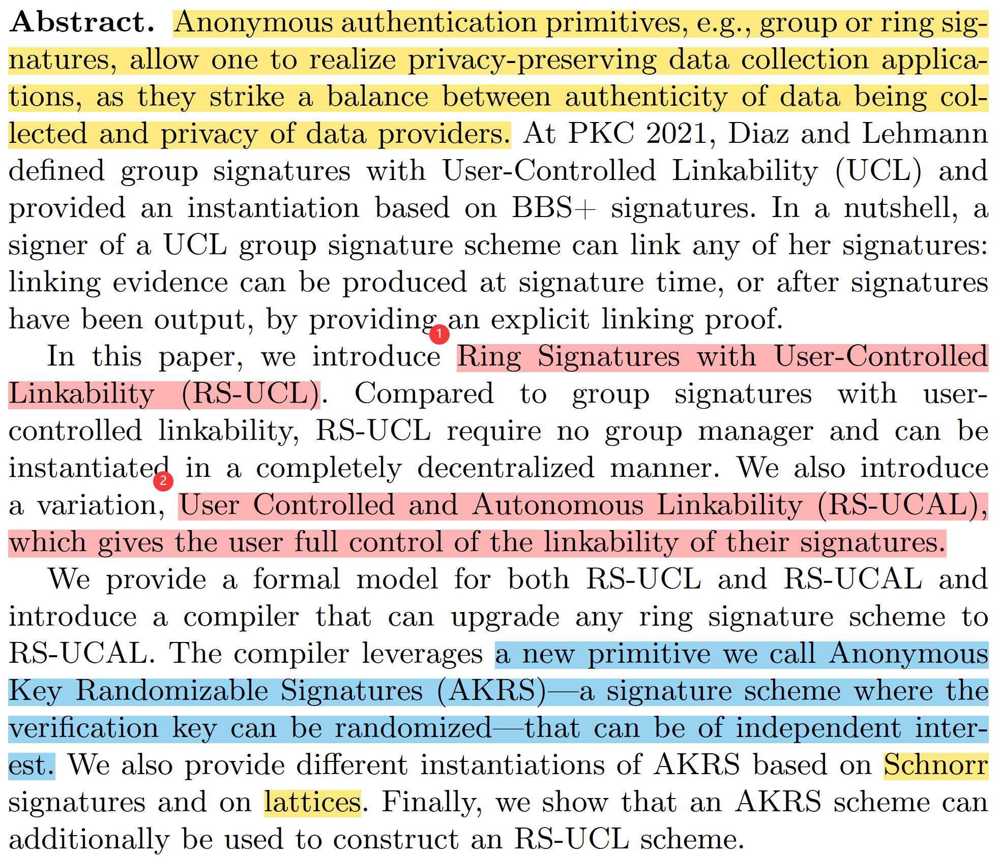 Abstract. Anonymous authentication primitives, e.g., group or ring sig-
natures, allow one to realize privacy-preserving data collection applica-
tions, as they strike a balance between authenticity of data being col-
lected and privacy of data providers. At PKC 2021, Diaz and Lehmann
defined group signatures with User-Controlled Linkability (UCL) and
provided an instantiation based on BBS+ signatures. In a nutshell, a
signer of a UCL group signature scheme can link any of her signatures:
linking evidence can be produced at signature time, or after signatures
have been output, by providing an explicit linking proof.
1
In this paper, we introduce Ring Signatures with User-Controlled
Linkability (RS-UCL). Compared to group signatures with user-
controlled linkability, RS-UCL require no group manager and can be
instantiated in a completely decentralized manner. We also introduce
2
a variation, User Controlled and Autonomous Linkability (RS-UCAL),
which gives the user full control of the linkability of their signatures.
We provide a formal model for both RS-UCL and RS-UCAL and
introduce a compiler that can upgrade any ring signature scheme to
RS-UCAL. The compiler leverages a new primitive we call Anonymous
Key Randomizable Signatures (AKRS)—a signature scheme where the
verification key can be randomized—that can be of independent inter-
est. We also provide different instantiations of AKRS based on Schnorr
signatures and on lattices. Finally, we show that an AKRS scheme can
additionally be used to construct an RS-UCL scheme.